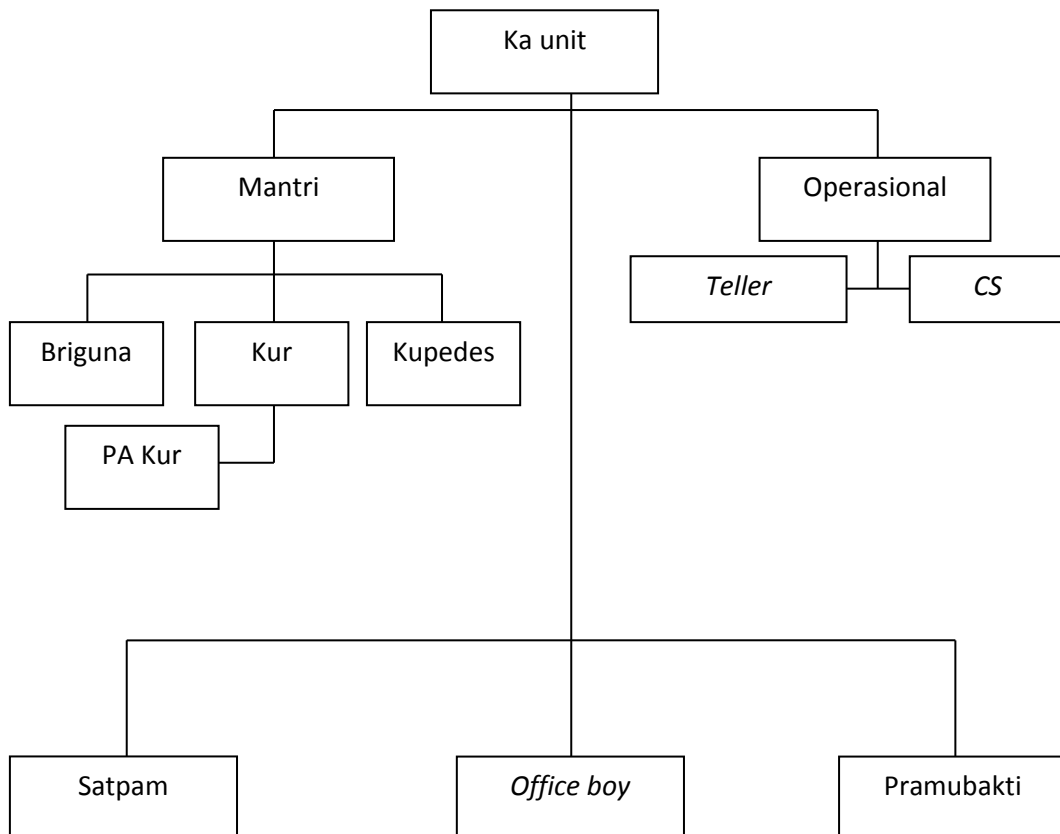 Ka unit
Mantri
Operasional
Teller
CS
Briguna
Kur
Kupedes
PA Kur
Satpam
Office boy
Pramubakti